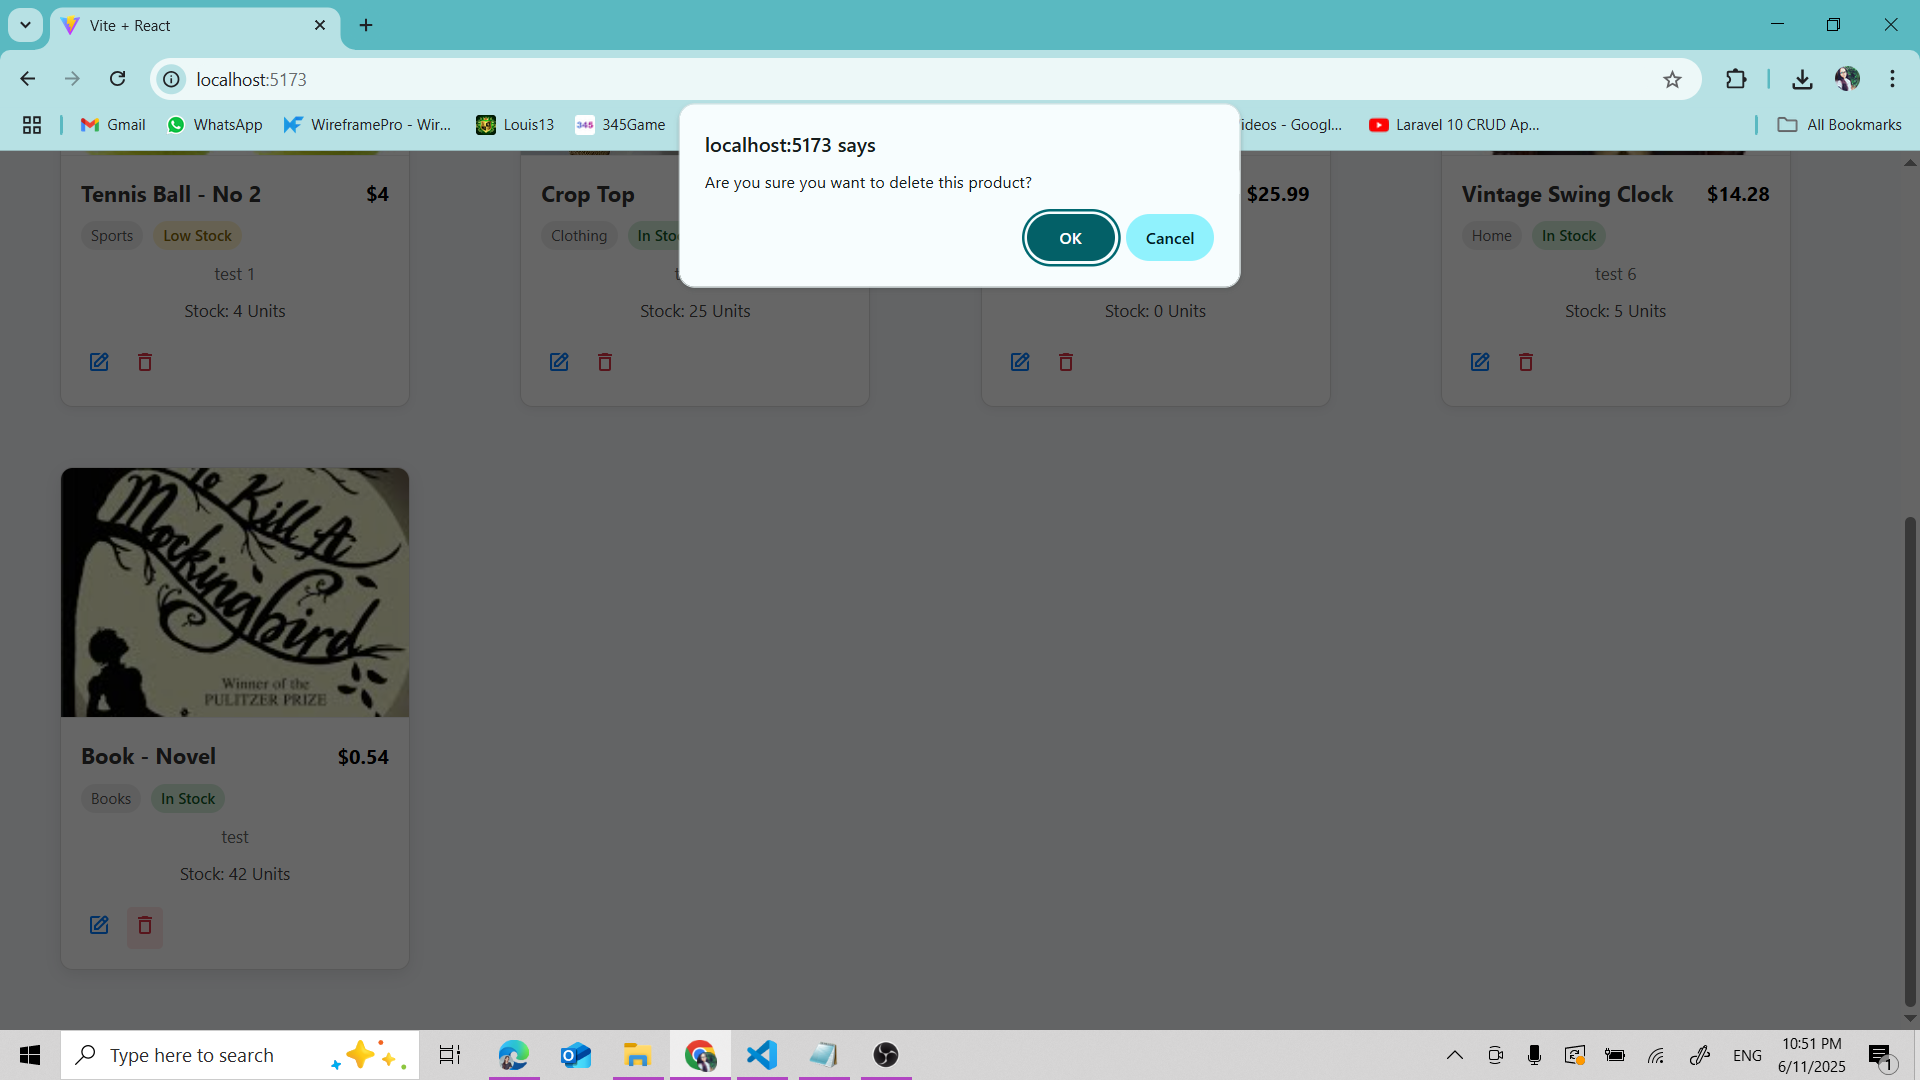 Vite + React
localhost:5173
Gmail
WhatsApp
WireframePro - Wir...
Louis13
345
345Game
ideos - Googl...
Laravel 10 CRUD Ap...
All Bookmarks
localhost:5173 says
Are you sure you want to delete this product?
OK
Cancel
Tennis Ball - No 2
$4
Sports
Low Stock
test 1
Stock: 4 Units
Crop Top
Clothing
In Sto
t
Stock: 25 Units
$25.99
Stock: 0 Units
Vintage Swing Clock
$14.28
Home
In Stock
test 6
Stock: 5 Units
To Kill A
Mockingbird
Winner of the
PULITZER PRIZE
Book - Novel
$0.54
Books
In Stock
test
Stock: 42 Units
Type here to search
ENG
10:51 PM
6/11/2025
1